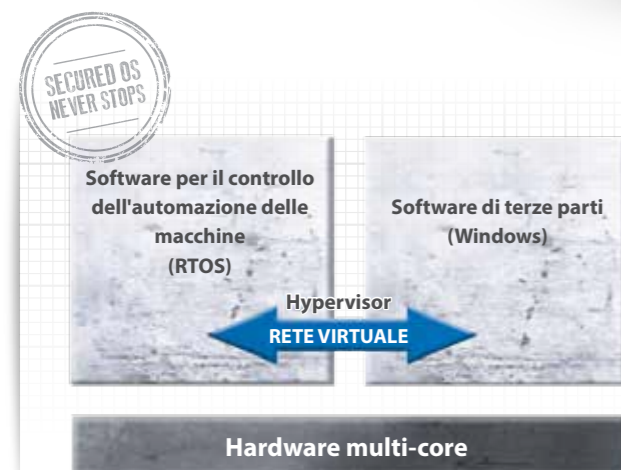 SECURED OS
NEVER STOPS
Software per il controllo
dell'automazione delle
macchine
(RTOS)
Software di terze parti
(Windows)
Hypervisor
RETE VIRTUALE
Hardware multi-core